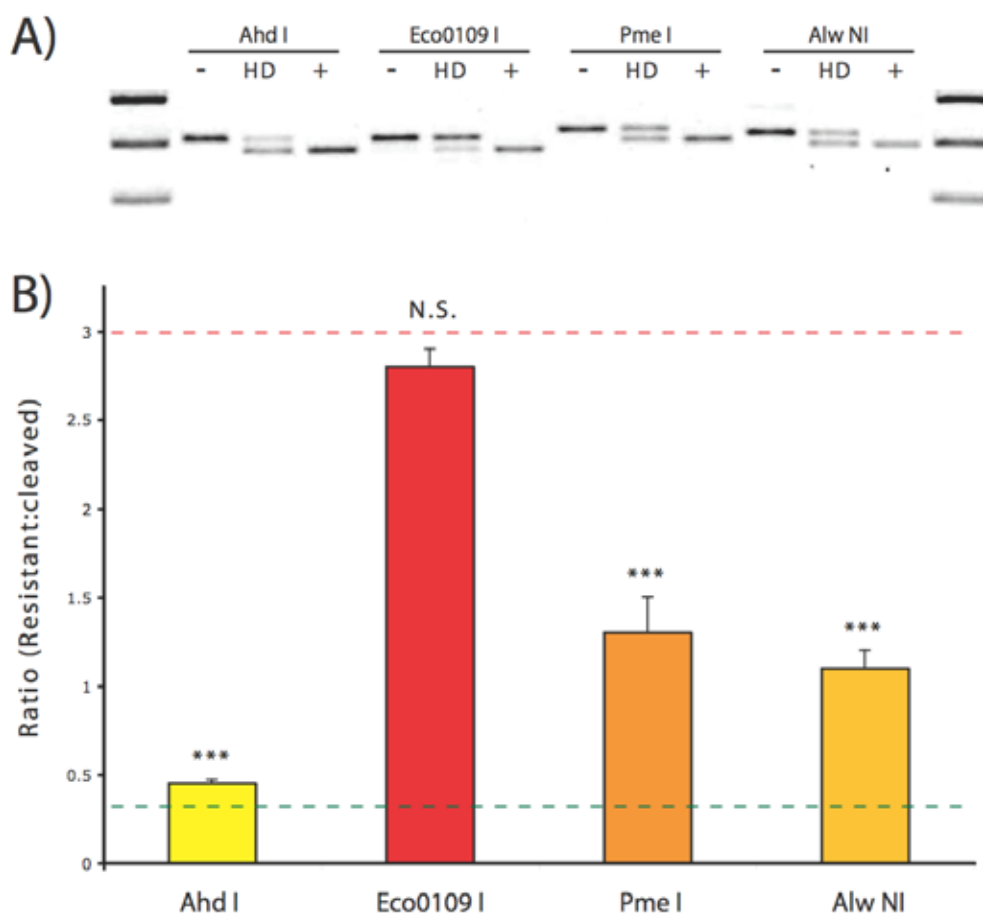 A)
Ahd I Eco0109 I Pme I Alw NI
- HD + - HD + - HD + - HD +
B)
N.S.
3
2.5
2
1.5
1
0.5
0
Ratio (Resistant:cleaved)
***
***
***
Ahd I Eco0109 I Pme I Alw NI